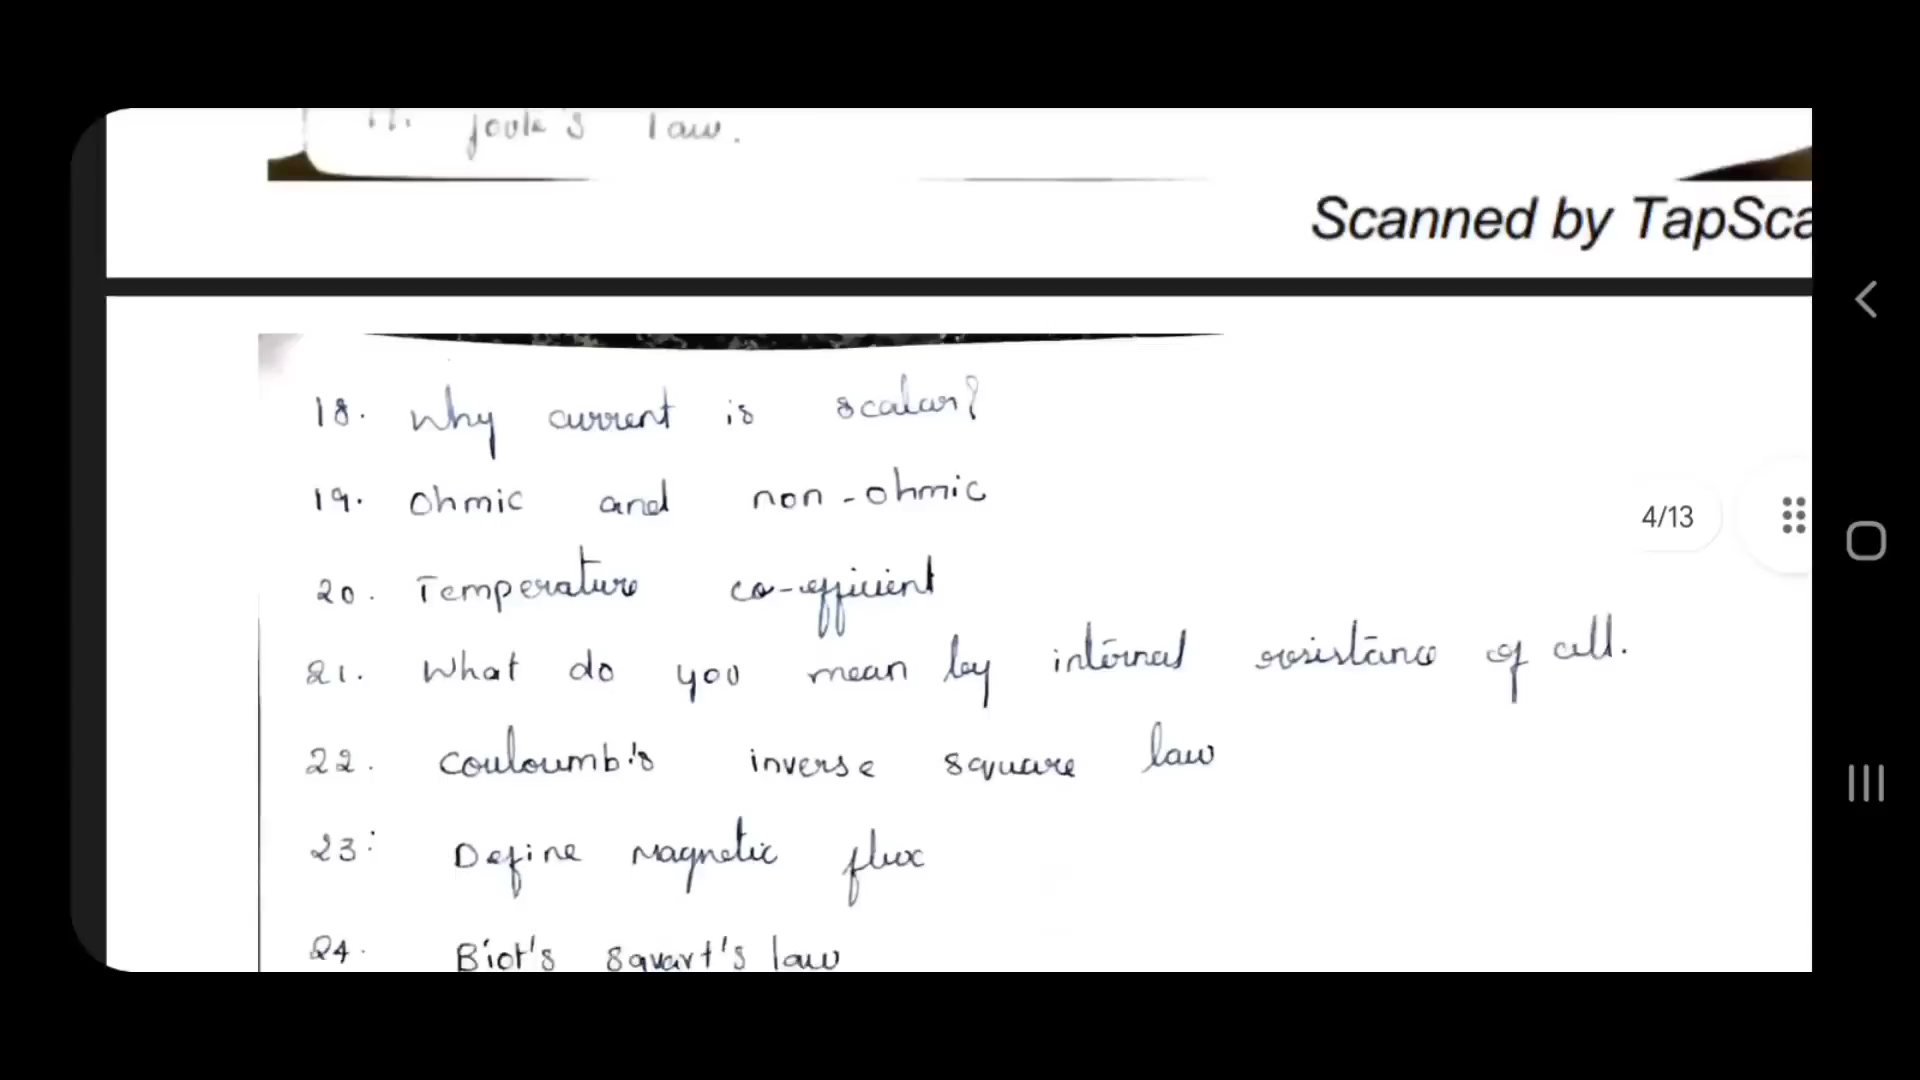 17. Joule's law.
Scanned by TapSca
18. Why current is scalar?
19. Ohmic and non-ohmic
4/13
20. Temperature co-efficient
21. What do you mean by internal resistance of cell.
22. Couloumb's inverse square law
23. Define Magnetic flux
24. Biot's savart's law